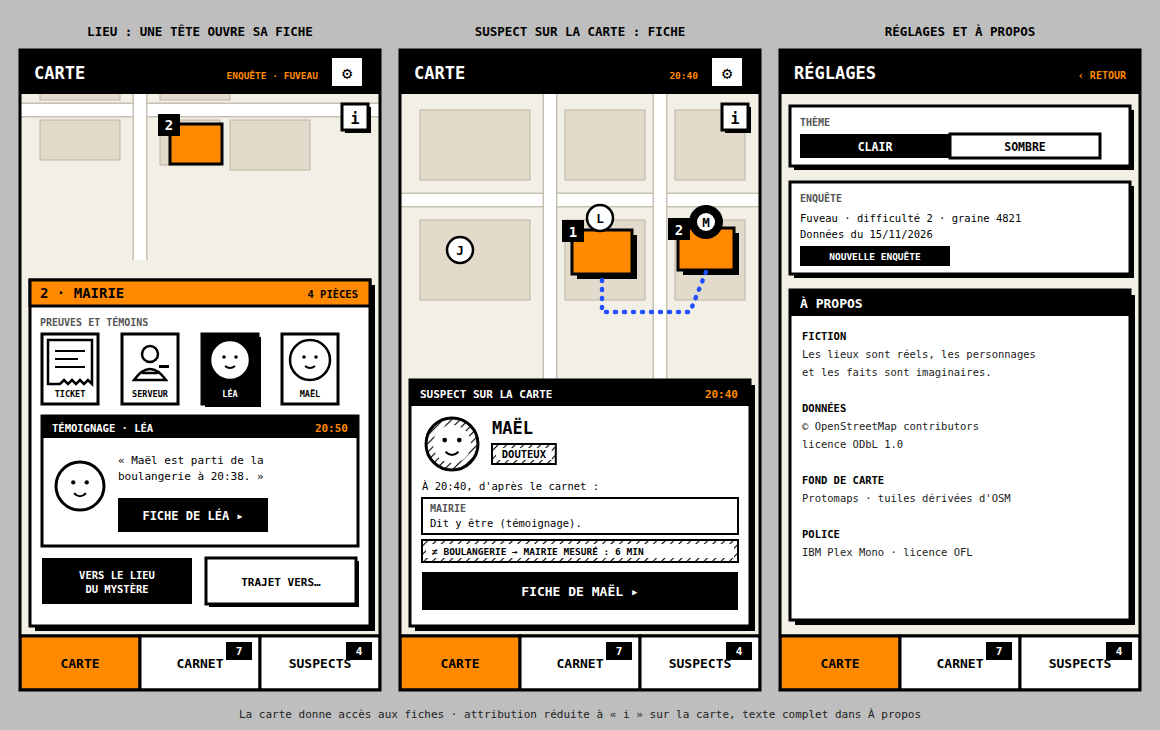 LIEU : UNE TÊTE OUVRE SA FICHE
CARTE
ENQUÊTE · FUVEAU
⚙
i
2
2 · MAIRIE
4 PIÈCES
PREUVES ET TÉMOINS
TICKET
SERVEUR
LÉA
MAËL
TÉMOIGNAGE · LÉA
20:50
« Maël est parti de la
boulangerie à 20:38. »
FICHE DE LÉA ▸
VERS LE LIEU
DU MYSTÈRE
TRAJET VERS…
CARTE
CARNET
7
SUSPECTS
4
SUSPECT SUR LA CARTE : FICHE
CARTE
20:40
⚙
i
L
M
1
2
J
SUSPECT SUR LA CARTE
20:40
MAËL
DOUTEUX
À 20:40, d'après le carnet :
MAIRIE
Dit y être (témoignage).
≠ BOULANGERIE → MAIRIE MESURÉ : 6 MIN
FICHE DE MAËL ▸
CARTE
CARNET
7
SUSPECTS
4
RÉGLAGES ET À PROPOS
RÉGLAGES
‹ RETOUR
THÈME
CLAIR
SOMBRE
ENQUÊTE
Fuveau · difficulté 2 · graine 4821
Données du 15/11/2026
NOUVELLE ENQUÊTE
À PROPOS
FICTION
Les lieux sont réels, les personnages
et les faits sont imaginaires.
DONNÉES
© OpenStreetMap contributors
licence ODbL 1.0
FOND DE CARTE
Protomaps · tuiles dérivées d'OSM
POLICE
IBM Plex Mono · licence OFL
CARTE
CARNET
7
SUSPECTS
4
La carte donne accès aux fiches · attribution réduite à « i » sur la carte, texte complet dans À propos